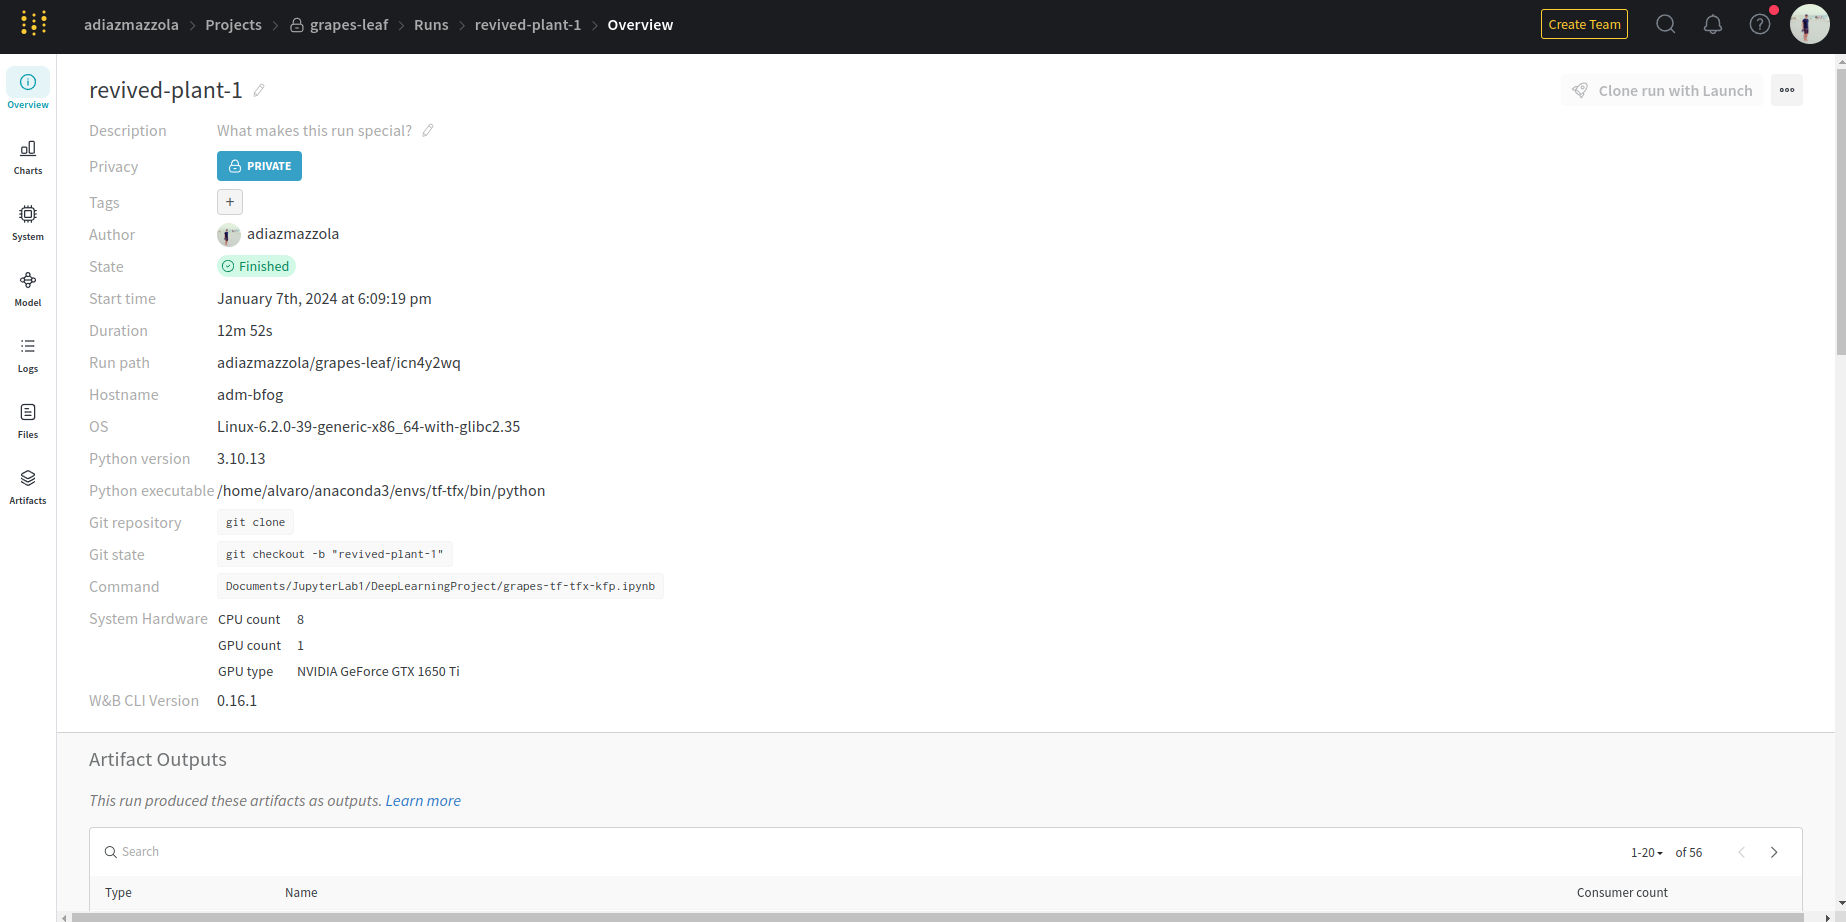 adiazmazzola > Projects > grapes-leaf > Runs > revived-plant-1 > Overview
Create Team
Overview
Charts
System
Model
Logs
Files
Artifacts
revived-plant-1
Clone run with Launch
Description What makes this run special?
Privacy PRIVATE
Tags +
Author adiazmazzola
State Finished
Start time January 7th, 2024 at 6:09:19 pm
Duration 12m 52s
Run path adiazmazzola/grapes-leaf/icn4y2wq
Hostname adm-bfog
OS Linux-6.2.0-39-generic-x86_64-with-glibc2.35
Python version 3.10.13
Python executable /home/alvaro/anaconda3/envs/tf-tfx/bin/python
Git repository git clone
Git state git checkout -b "revived-plant-1"
Command Documents/JupyterLab1/DeepLearningProject/grapes-tf-tfx-kfp.ipynb
System Hardware CPU count 8
GPU count 1
GPU type NVIDIA GeForce GTX 1650 Ti
W&B CLI Version 0.16.1
Artifact Outputs
This run produced these artifacts as outputs. Learn more
Search 1-20 of 56
Type Name Consumer count